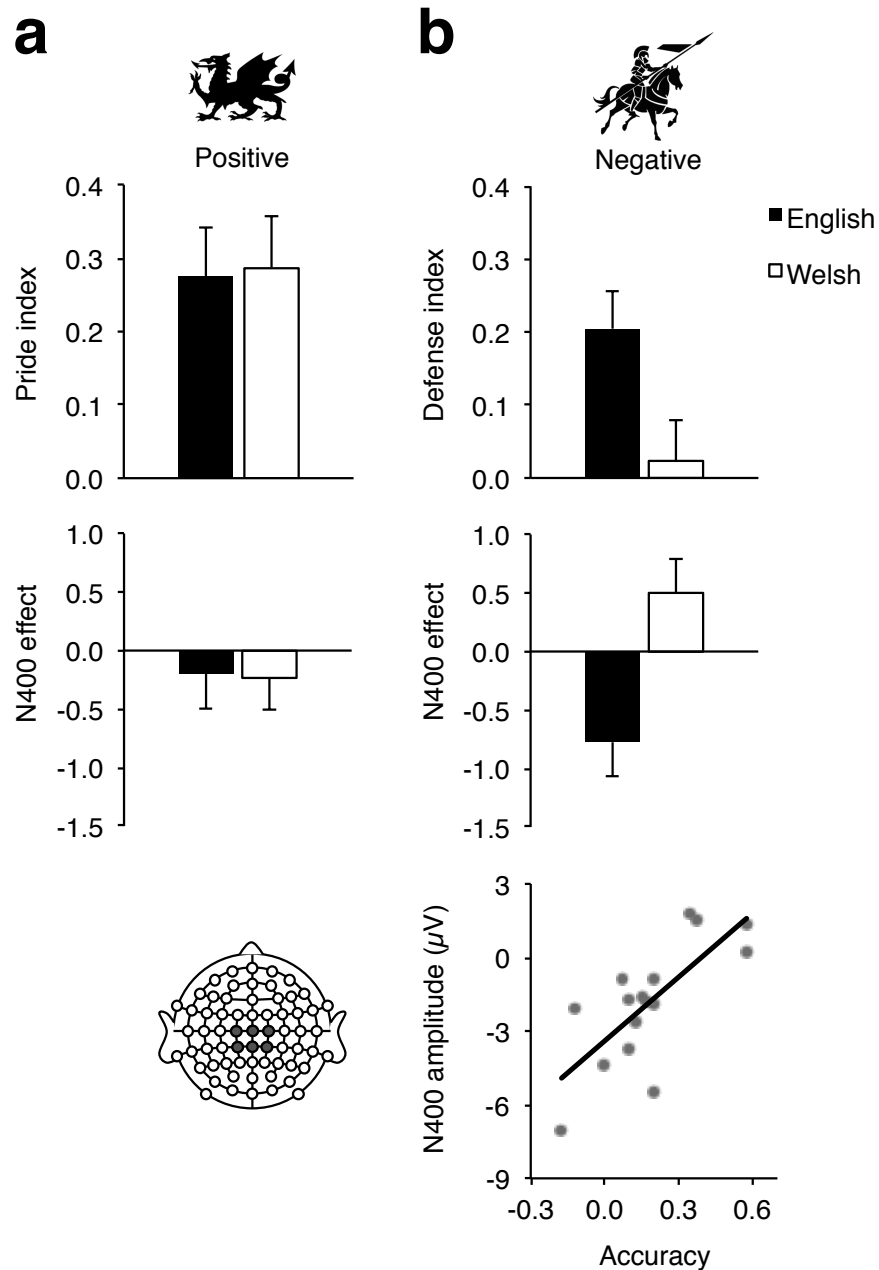 a
Positive
0.4
0.3
0.2
0.1
0.0
Pride index
1.0
0.5
0.0
-0.5
-1.0
-1.5
N400 effect
b
Negative
0.4
0.3
0.2
0.1
0.0
Defense index
English
Welsh
1.0
0.5
0.0
-0.5
-1.0
-1.5
N400 effect
3
0
-3
-6
-9
N400 amplitude (µV)
-0.3 0.0 0.3 0.6
Accuracy